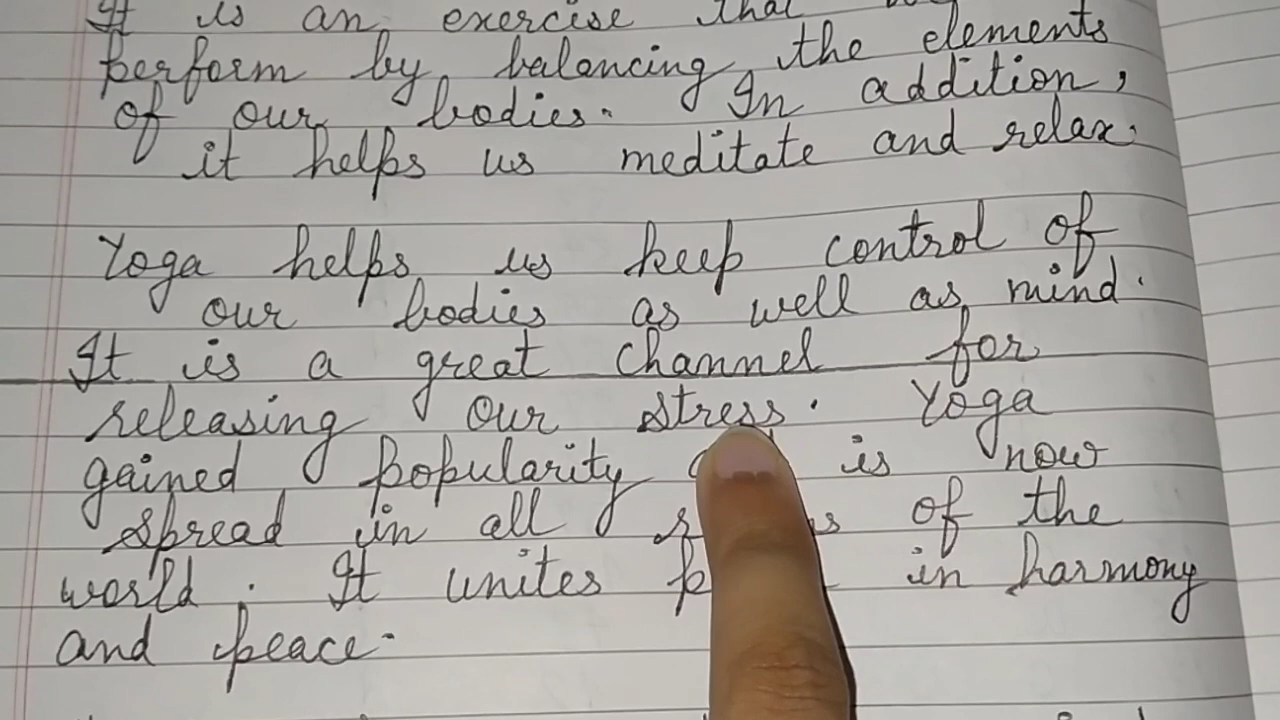 It is an exercise that
perform by balancing the elements
of our bodies. In addition,
it helps us meditate and relax.
Yoga helps us keep control of
our bodies as well as mind.
It is a great channel for
releasing our stress. Yoga
gained popularity is now
spread in all of the
world. It unites in harmony
and peace.